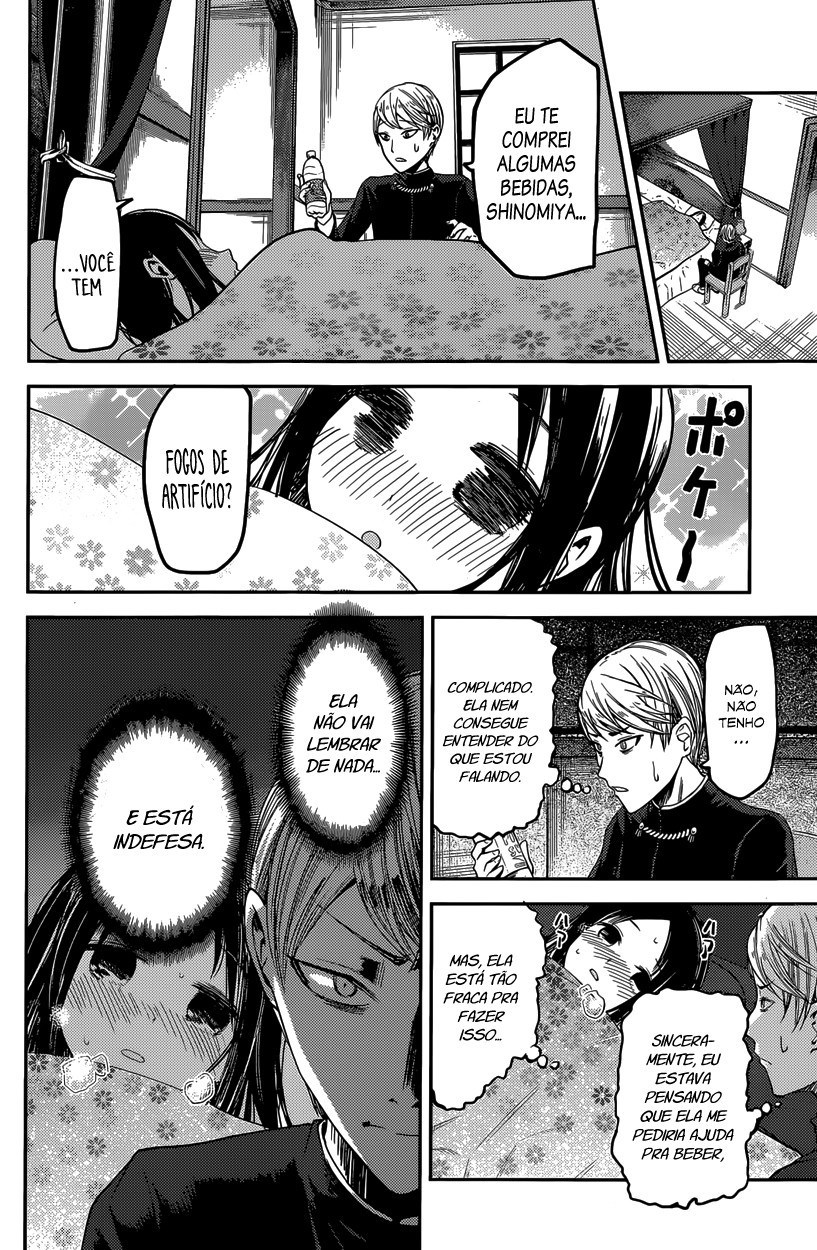 EU TE
COMPREI
ALGUMAS
BEBIDAS,
SHINOMIYA...
...VOCÊ
TEM
FOGOS DE
ARTIFÍCIO?
ポケー
NÃO,
NÃO
TENHO
...
COMPLICADO.
ELA NEM
CONSEGUE
ENTENDER DO
QUE ESTOU
FALANDO.
SINCERA-
MENTE, EU
ESTAVA
PENSANDO
QUE ELA ME
PEDIRIA AJUDA
PRA BEBER,
MAS, ELA
ESTÁ TÃO
FRACA PRA
FAZER
ISSO...
ELA
NÃO VAI
LEMBRAR
DE NADA...
E ESTÁ
INDEFESA.